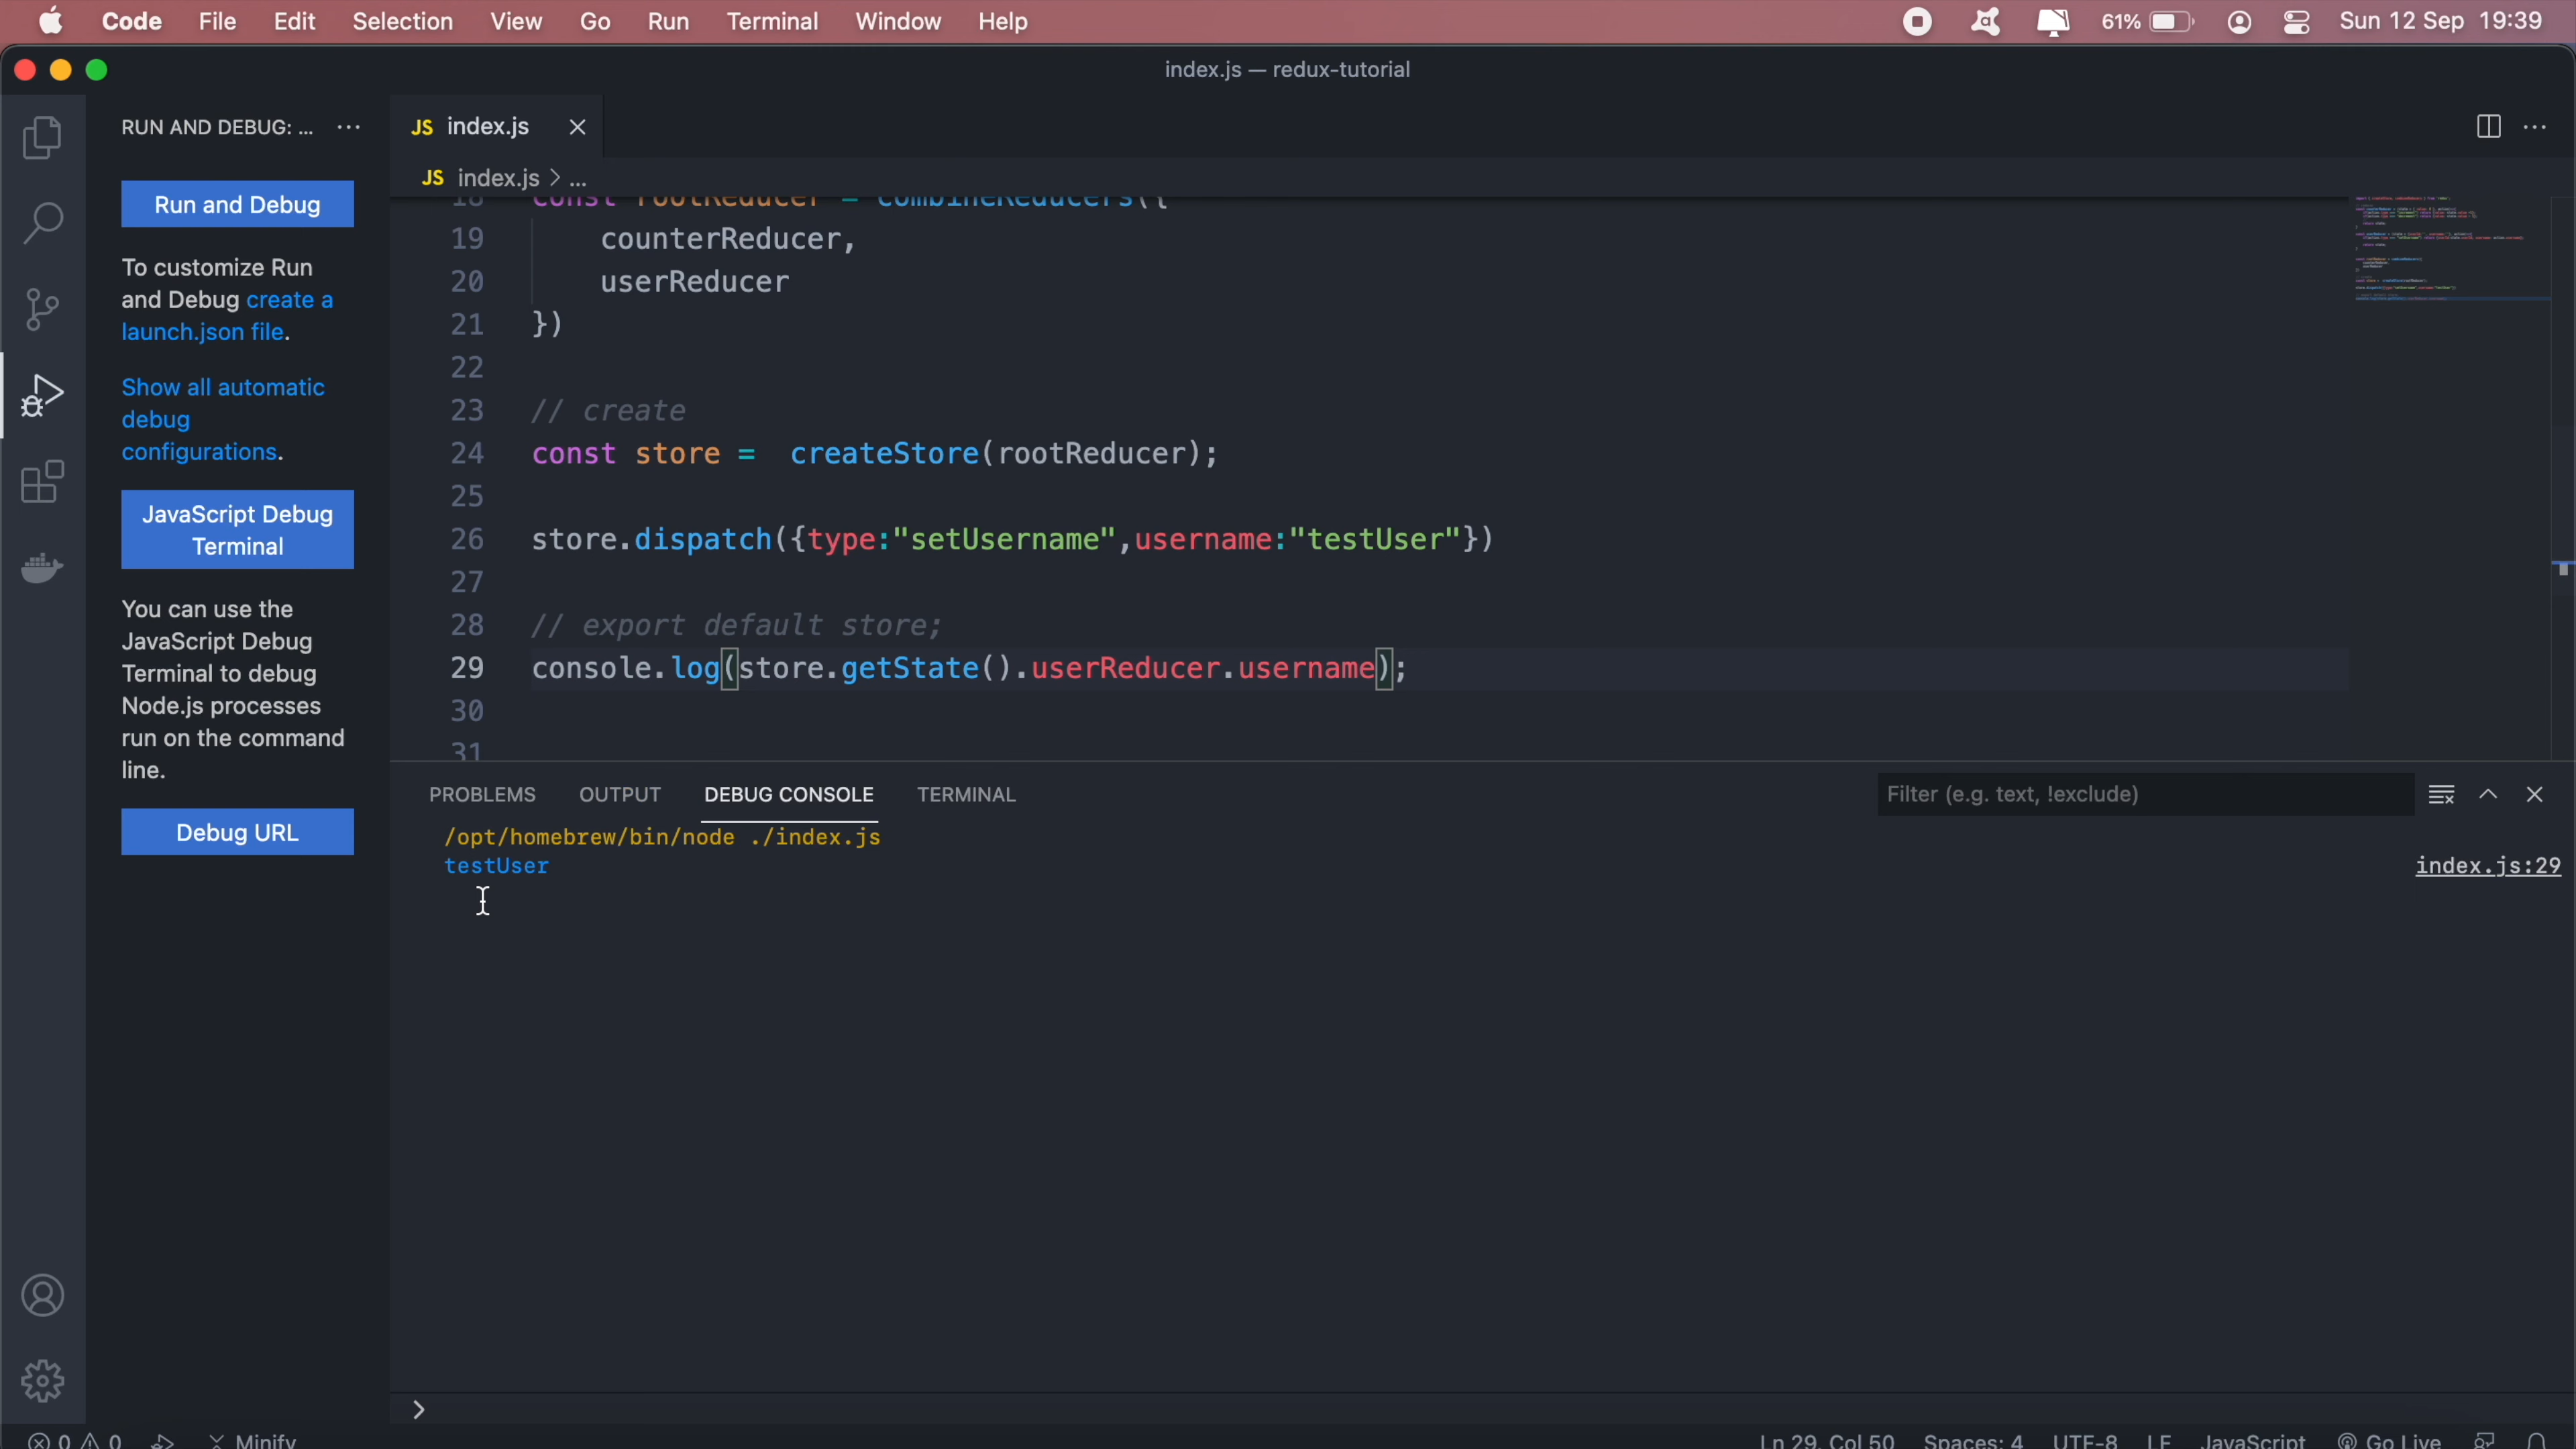 Code File Edit Selection View Go Run Terminal Window Help 61% Sun 12 Sep 19:39
index.js — redux-tutorial
RUN AND DEBUG: ... ···
Run and Debug
To customize Run
and Debug create a
launch.json file.
Show all automatic
debug
configurations.
JavaScript Debug
Terminal
You can use the
JavaScript Debug
Terminal to debug
Node.js processes
run on the command
line.
Debug URL
JS index.js
JS index.js > ...
18 const rootReducer = combineReducers({
19 counterReducer,
20 userReducer
21 })
22
23 // create
24 const store =  createStore(rootReducer);
25
26 store.dispatch({type:"setUsername",username:"testUser"})
27
28 // export default store;
29 console.log(store.getState().userReducer.username);
30
31
PROBLEMS OUTPUT DEBUG CONSOLE TERMINAL Filter (e.g. text, !exclude)
/opt/homebrew/bin/node ./index.js
testUser index.js:29
0 0 Minify Ln 29, Col 50 Spaces: 4 UTF-8 LF JavaScript Go Live